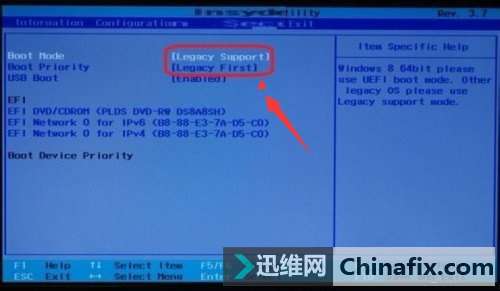 Rev. 3.7
Information Configuration Exit
Item Specific Help
Boot Mode [Legacy Support]
Boot Priority [Legacy First]
USB Boot [Enabled]
Windows 8 64bit please
use UEFI boot mode. Other
legacy OS please use
Legacy support mode.
EFI
EFI DVD/CDROM (PLDS DVD-RW DS8A8SH)
EFI Network 0 for IPv6 (B8-88-E3-7A-D5-C0)
EFI Network 0 for IPv4 (B8-88-E3-7A-D5-C0)
Boot Device Priority
F1 Help ↑↓ Select Item F5/F6
ESC Exit ↔ Select Menu Enter
迅维网 Chinafix.com